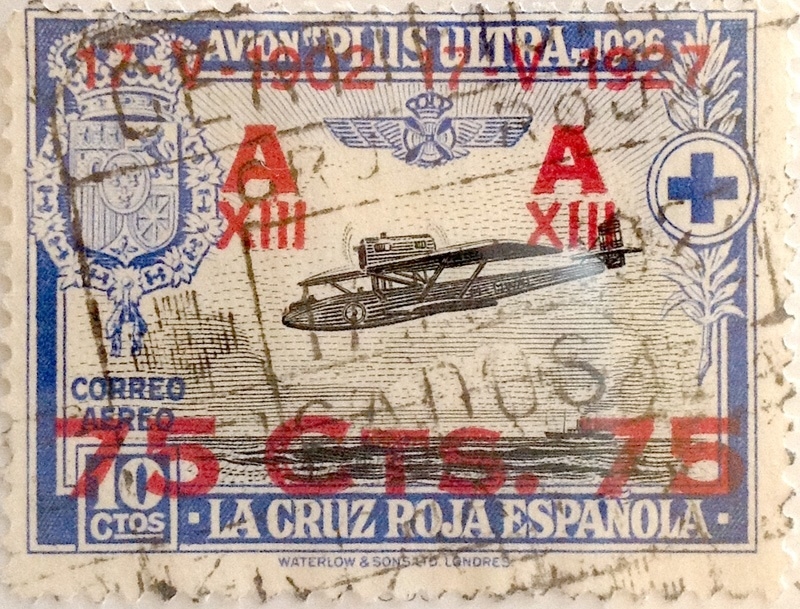 AVION "PLUS ULTRA" 1926
17-V-1902 17-V-1927
A A
XIII XIII
CORREO
AEREO
75 CTS. 75
10
CTOS
· LA CRUZ ROJA ESPAÑOLA ·
WATERLOW & SONS LTD. LONDRES